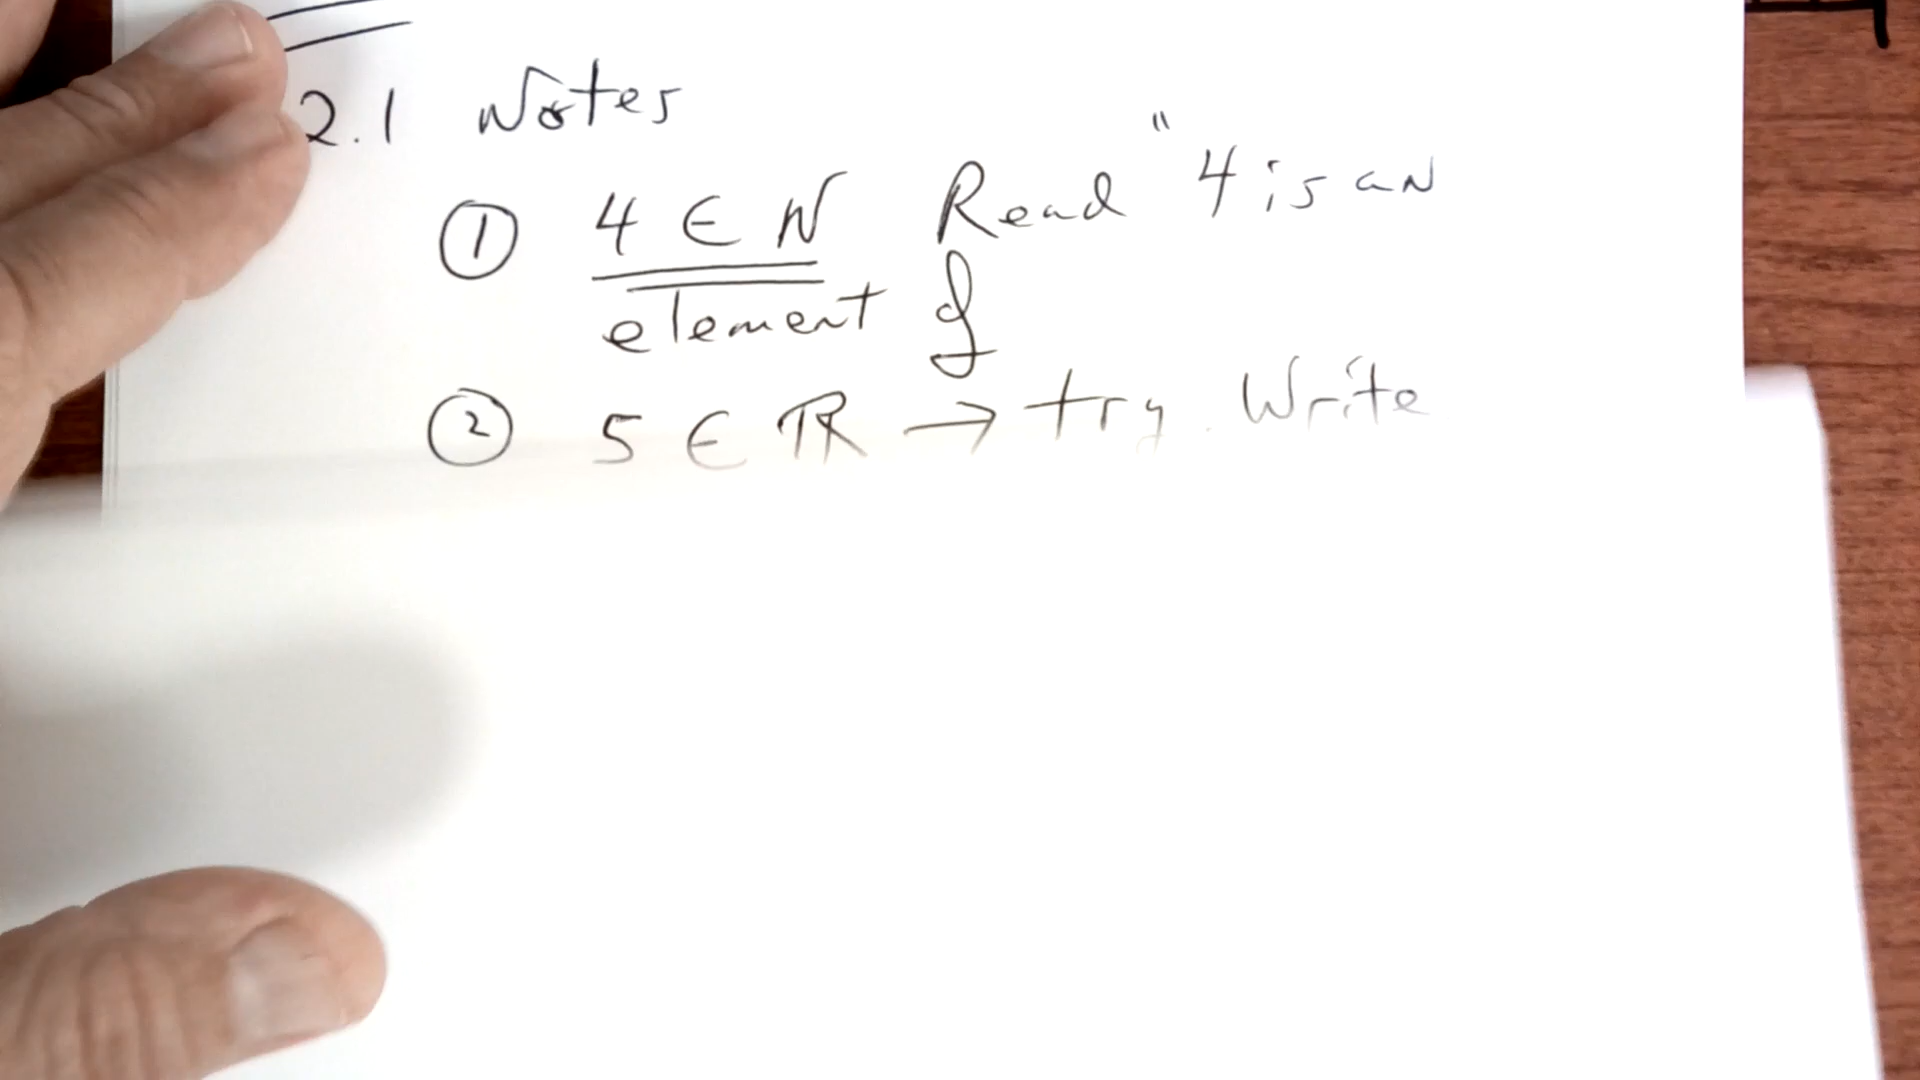 2.1 Notes
① 4 ∈ N Read "4 is an
element of
② 5 ∈ ℝ → try. Write